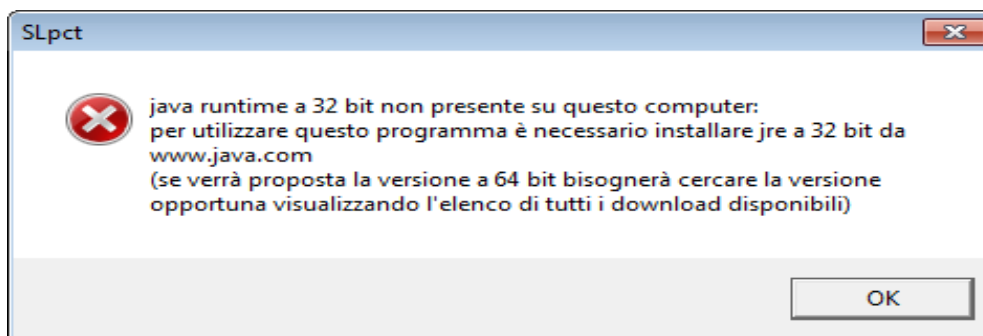 SLpct
java runtime a 32 bit non presente su questo computer:
per utilizzare questo programma è necessario installare jre a 32 bit da
www.java.com
(se verrà proposta la versione a 64 bit bisognerà cercare la versione
opportuna visualizzando l'elenco di tutti i download disponibili)
OK